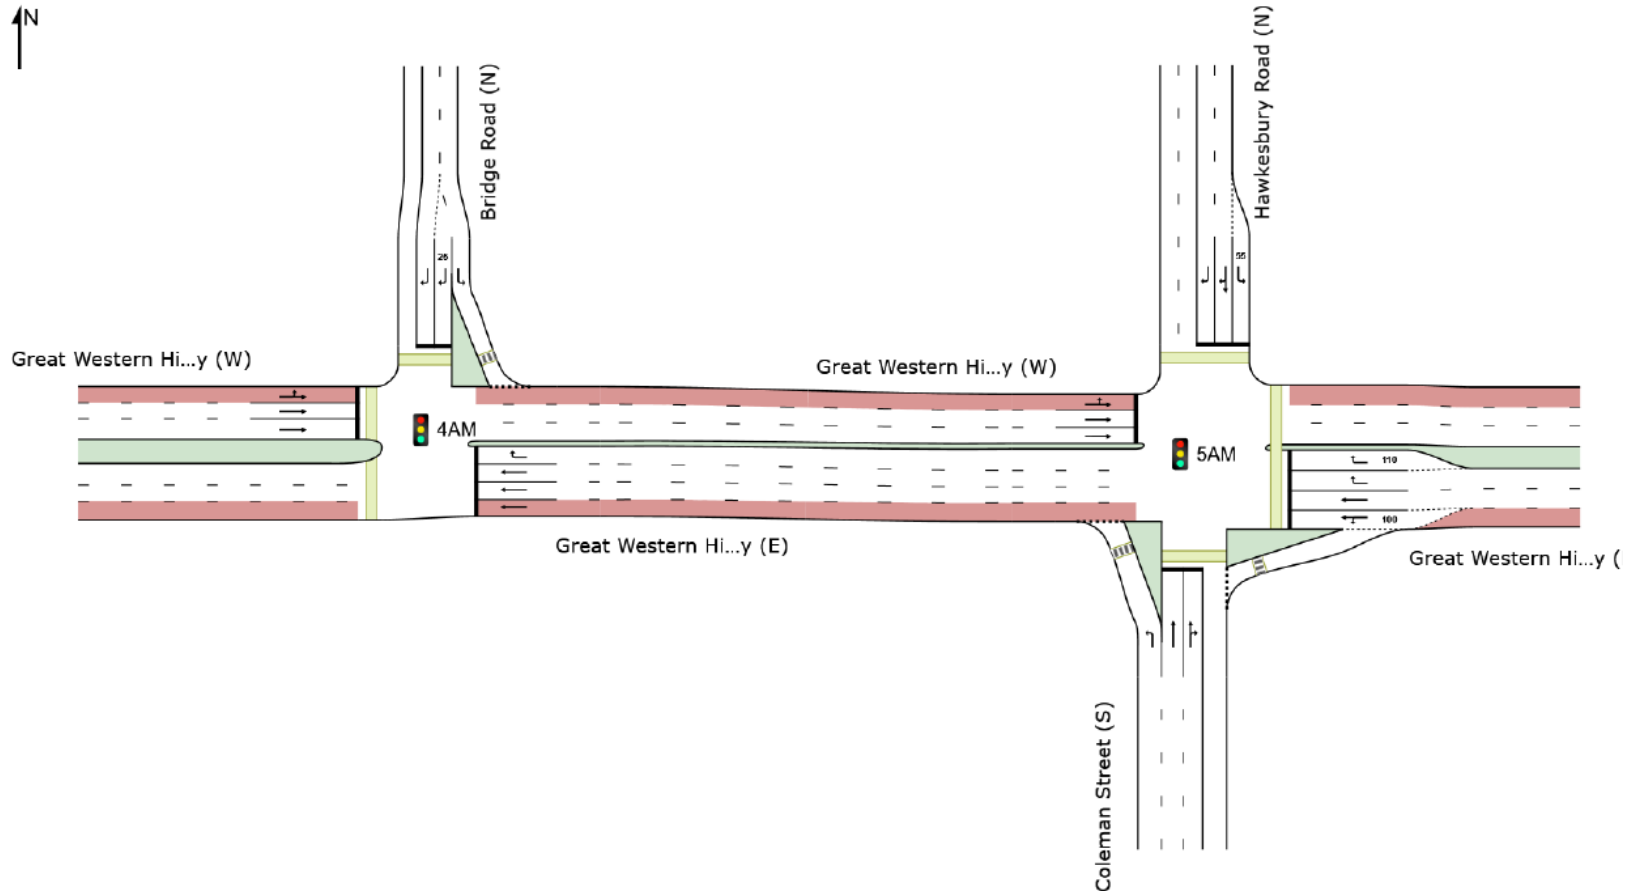 N
Bridge Road (N)
Hawkesbury Road (N)
25
55
Great Western Hi...y (W)
Great Western Hi...y (W)
4AM
5AM
110
100
Great Western Hi...y (E)
Great Western Hi...y (
Coleman Street (S)